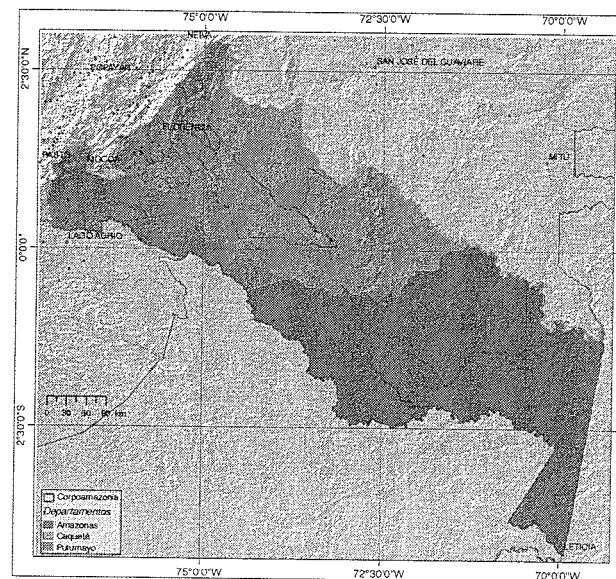 75°0'0"W 72°30'0"W 70°0'0"W
NEIVA
2°30'0"N
POPAYAN
SAN JOSÉ DEL GUAVIARE
FLORENCIA
PASTO
MOCOA
MITÚ
LAGO AGRIO
0°0'0"
0 30 60 90 km
2°30'0"S
Corpoamazonia
Departamentos
Amazonas
Caquetá
Putumayo
LETICIA
75°0'0"W 72°30'0"W 70°0'0"W